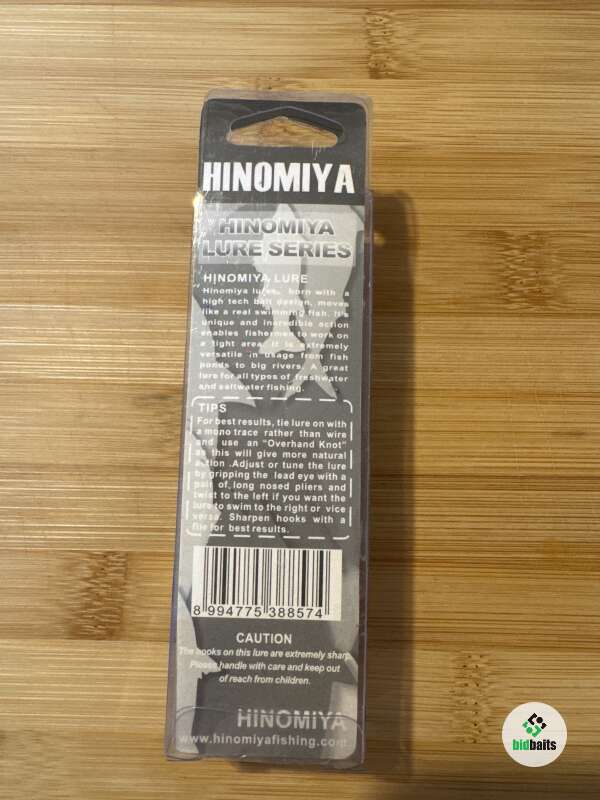 HINOMIYA
HINOMIYA
LURE SERIES
HINOMIYA LURE
Hinomiya lures, born with a
high tech bait design, moves
like a real swimming fish. It's
unique and incredible action
enables fishermen to work on
a tight area. It is extremely
versatile in usage from fish
ponds to big rivers. A great
lure for all types of freshwater
and saltwater fishing.
TIPS
For best results, tie lure on with
a mono trace rather than wire
and use an "Overhand Knot"
as this will give more natural
action .Adjust or tune the lure
by gripping the lead eye with a
pair of, long nosed pliers and
twist to the left if you want the
lure to swim to the right or vice
versa. Sharpen hooks with a
file for best results.
8 994775 388574
CAUTION
The hooks on this lure are extremely sharp
Please handle with care and keep out
of reach from children.
HINOMIYA
www.hinomiyafishing.com
bidbaits